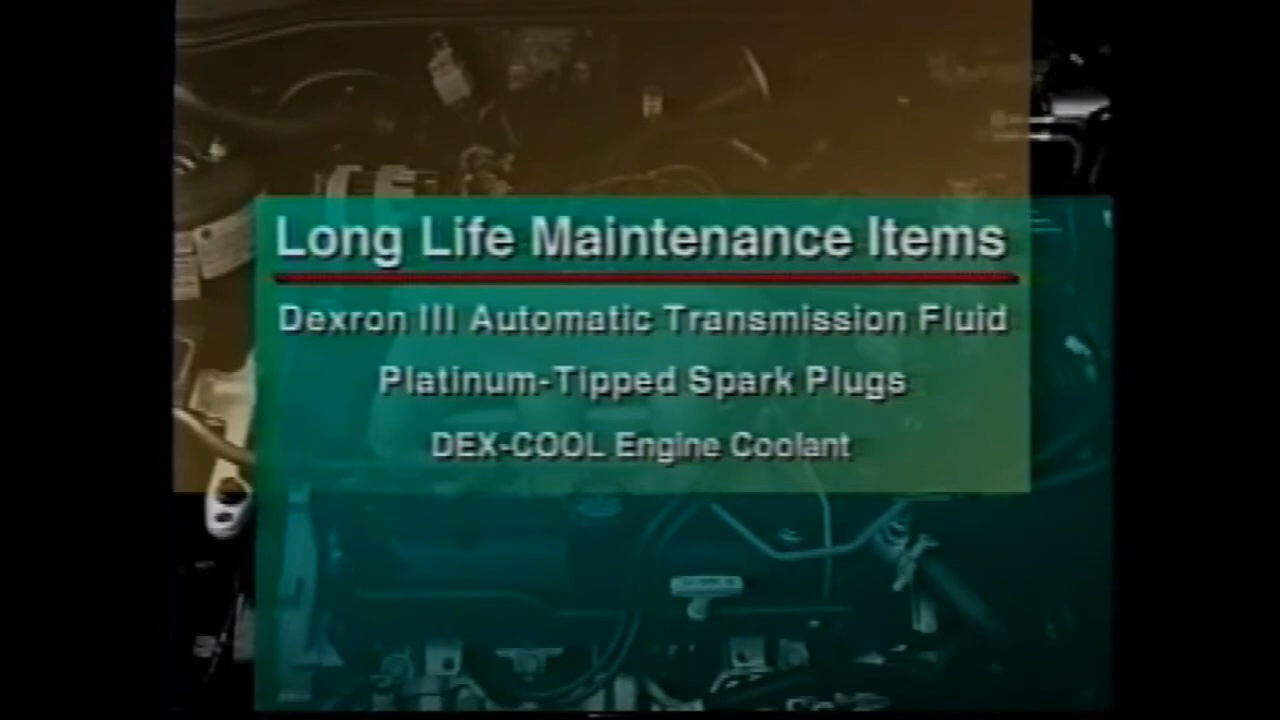 Long Life Maintenance Items
Dexron III Automatic Transmission Fluid
Platinum-Tipped Spark Plugs
DEX-COOL Engine Coolant